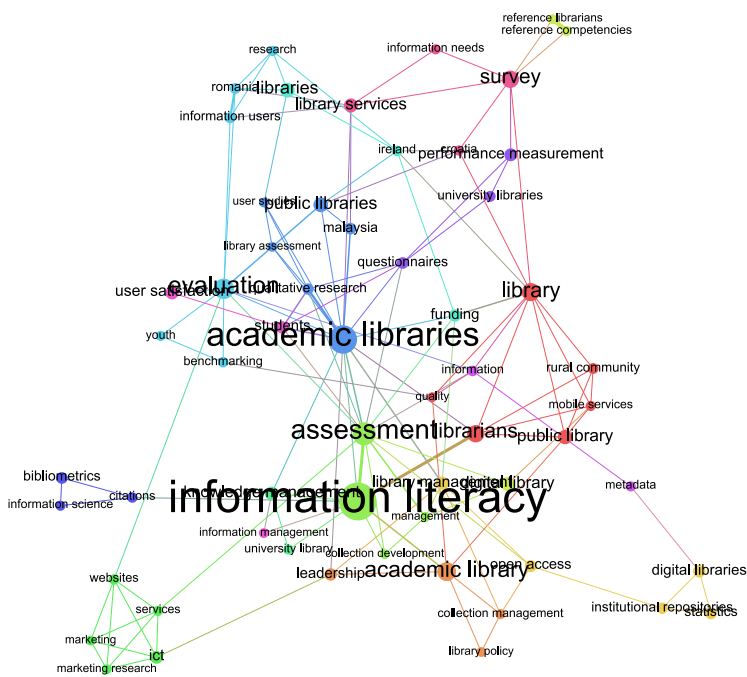 reference librarians
reference competencies
research
information needs
survey
romania
libraries
library services
information users
ireland
croatia
performance measurement
university libraries
user studies
public libraries
malaysia
library assessment
questionnaires
evaluation
user satisfaction
qualitative research
library
students
funding
academic libraries
youth
benchmarking
information
rural community
quality
mobile services
assessment
librarians
public library
bibliometrics
library management
digital library
knowledge management
information literacy
metadata
citations
information science
management
information management
university library
collection development
open access
digital libraries
websites
leadership
academic library
services
collection management
institutional repositories
statistics
marketing
ict
library policy
marketing research